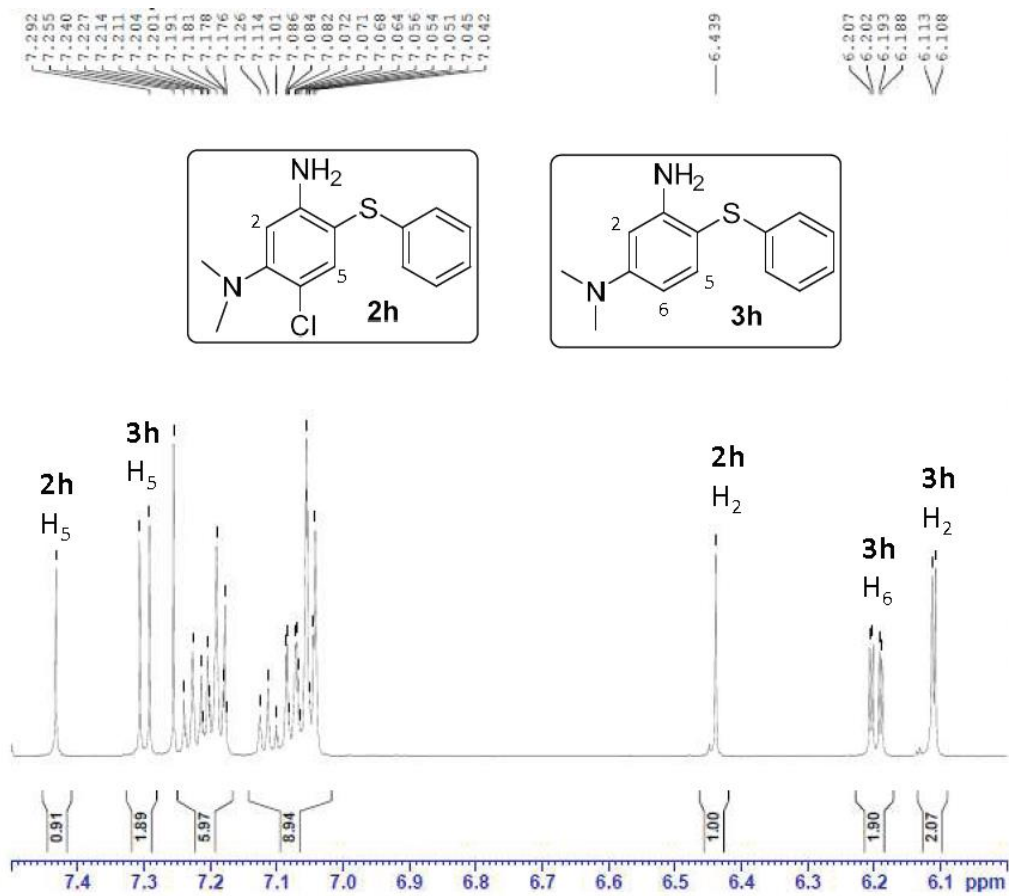 7.292
7.255
7.240
7.227
7.214
7.211
7.204
7.201
7.191
7.181
7.178
7.176
7.126
7.114
7.101
7.086
7.084
7.082
7.072
7.071
7.068
7.064
7.056
7.054
7.051
7.045
7.042
6.439
6.207
6.202
6.193
6.188
6.113
6.108
NH2
S
2
5
N
Cl
2h
NH2
S
2
5
N
6
3h
3h
H5
2h
H5
2h
H2
3h
H2
3h
H6
0.91 1.89 5.97 8.94 1.00 1.90 2.07
7.4 7.3 7.2 7.1 7.0 6.9 6.8 6.7 6.6 6.5 6.4 6.3 6.2 6.1 ppm